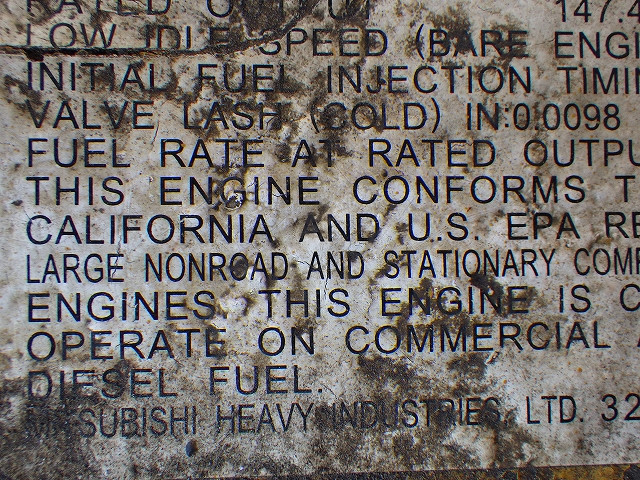 RATED OUTPUT 147.4
LOW IDLE SPEED (BARE ENGI
INITIAL FUEL INJECTION TIMI
VALVE LASH (COLD) IN:0.0098
FUEL RATE AT RATED OUTPU
THIS ENGINE CONFORMS T
CALIFORNIA AND U.S. EPA RE
LARGE NONROAD AND STATIONARY COMP
ENGINES. THIS ENGINE IS C
OPERATE ON COMMERCIAL A
DIESEL FUEL.
MITSUBISHI HEAVY INDUSTRIES, LTD. 32